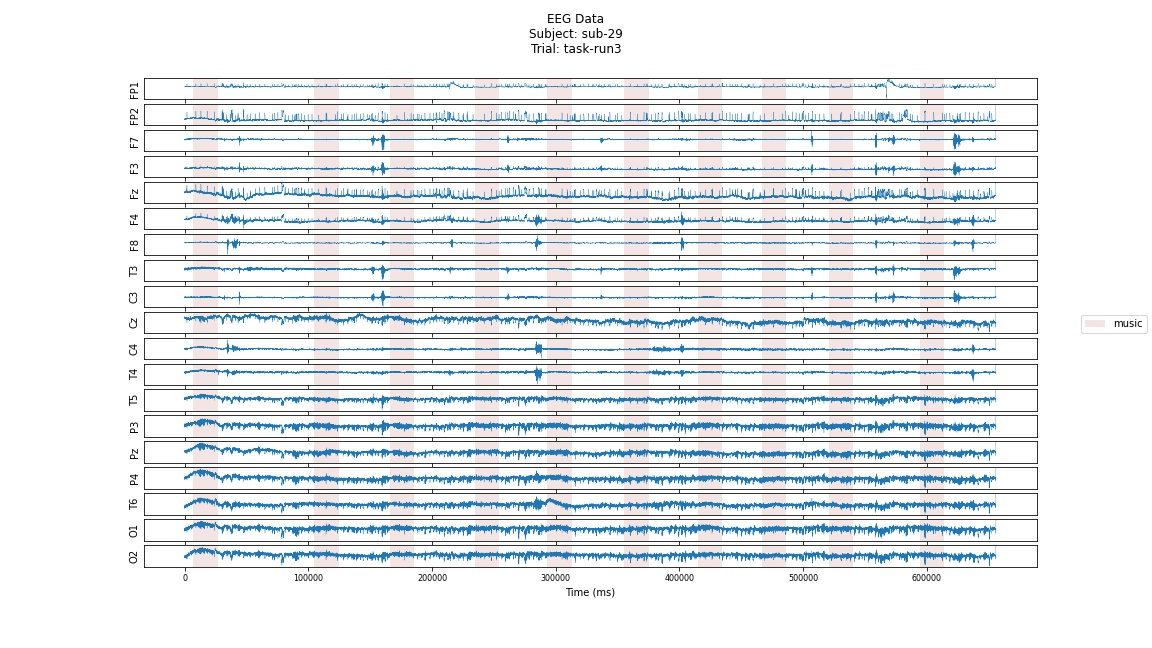 EEG Data
Subject: sub-29
Trial: task-run3
FP1
FP2
F7
F3
Fz
F4
F8
T3
C3
Cz
C4
T4
T5
P3
Pz
P4
T6
O1
O2
music
0 100000 200000 300000 400000 500000 600000
Time (ms)